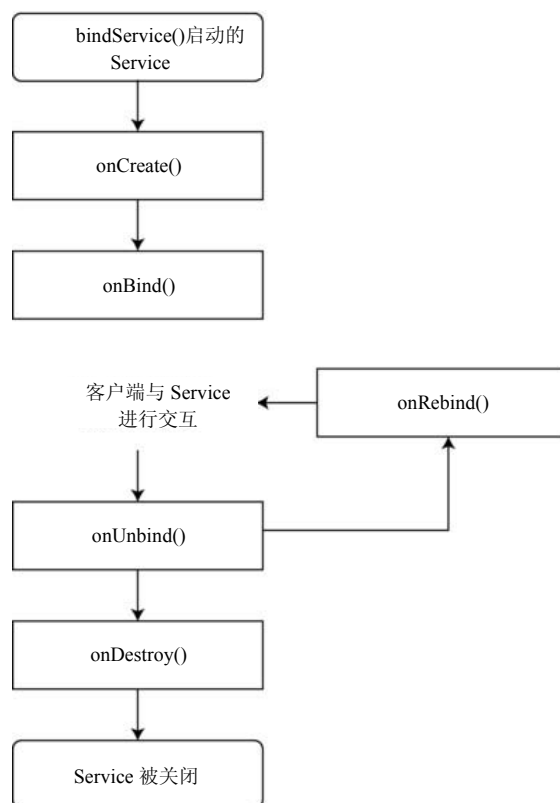 bindService()启动的
Service
onCreate()
onBind()
客户端与 Service
进行交互
onRebind()
onUnbind()
onDestroy()
Service 被关闭